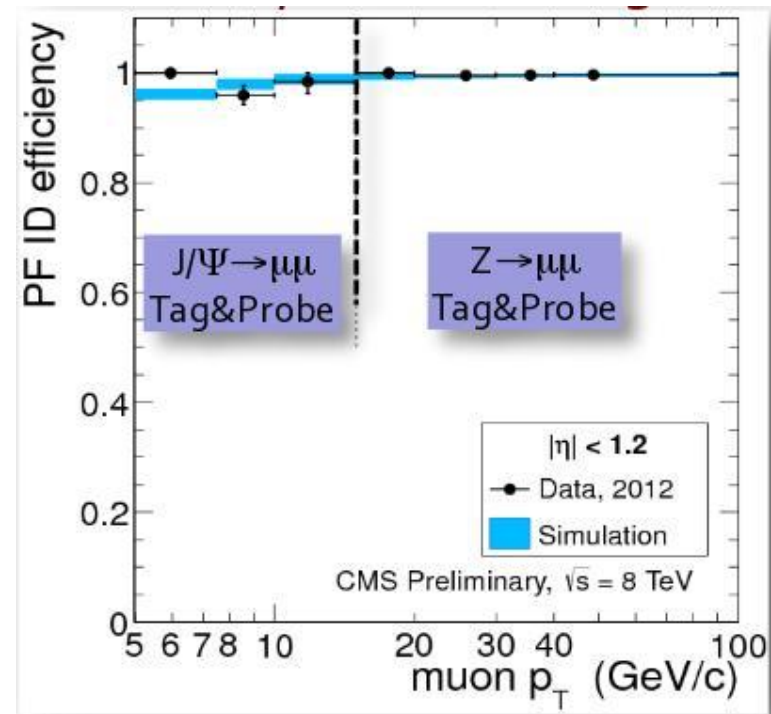 PF ID efficiency
1
0.8
0.6
0.4
0.2
0
J/Ψ→μμ
Tag&Probe
Z→μμ
Tag&Probe
|η| < 1.2
Data, 2012
Simulation
CMS Preliminary, √s = 8 TeV
5 6 7 8 10 20 30 40 100
muon p_T (GeV/c)